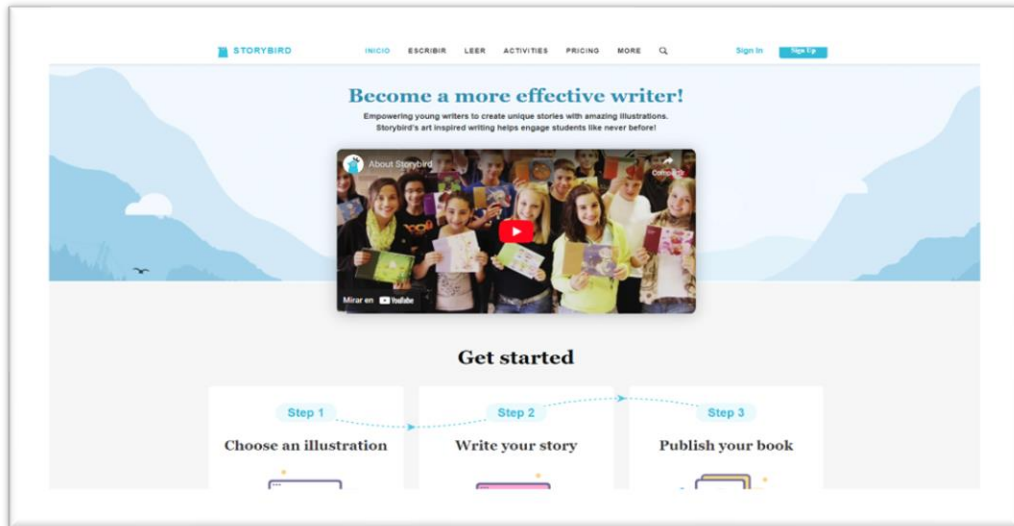 STORYBIRD INICIO ESCRIBIR LEER ACTIVITIES PRICING MORE Sign In Sign Up
Become a more effective writer!
Empowering young writers to create unique stories with amazing illustrations.
Storybird's art inspired writing helps engage students like never before!
About Storybird
Compartir
Mirar en YouTube
Get started
Step 1
Step 2
Step 3
Choose an illustration
Write your story
Publish your book